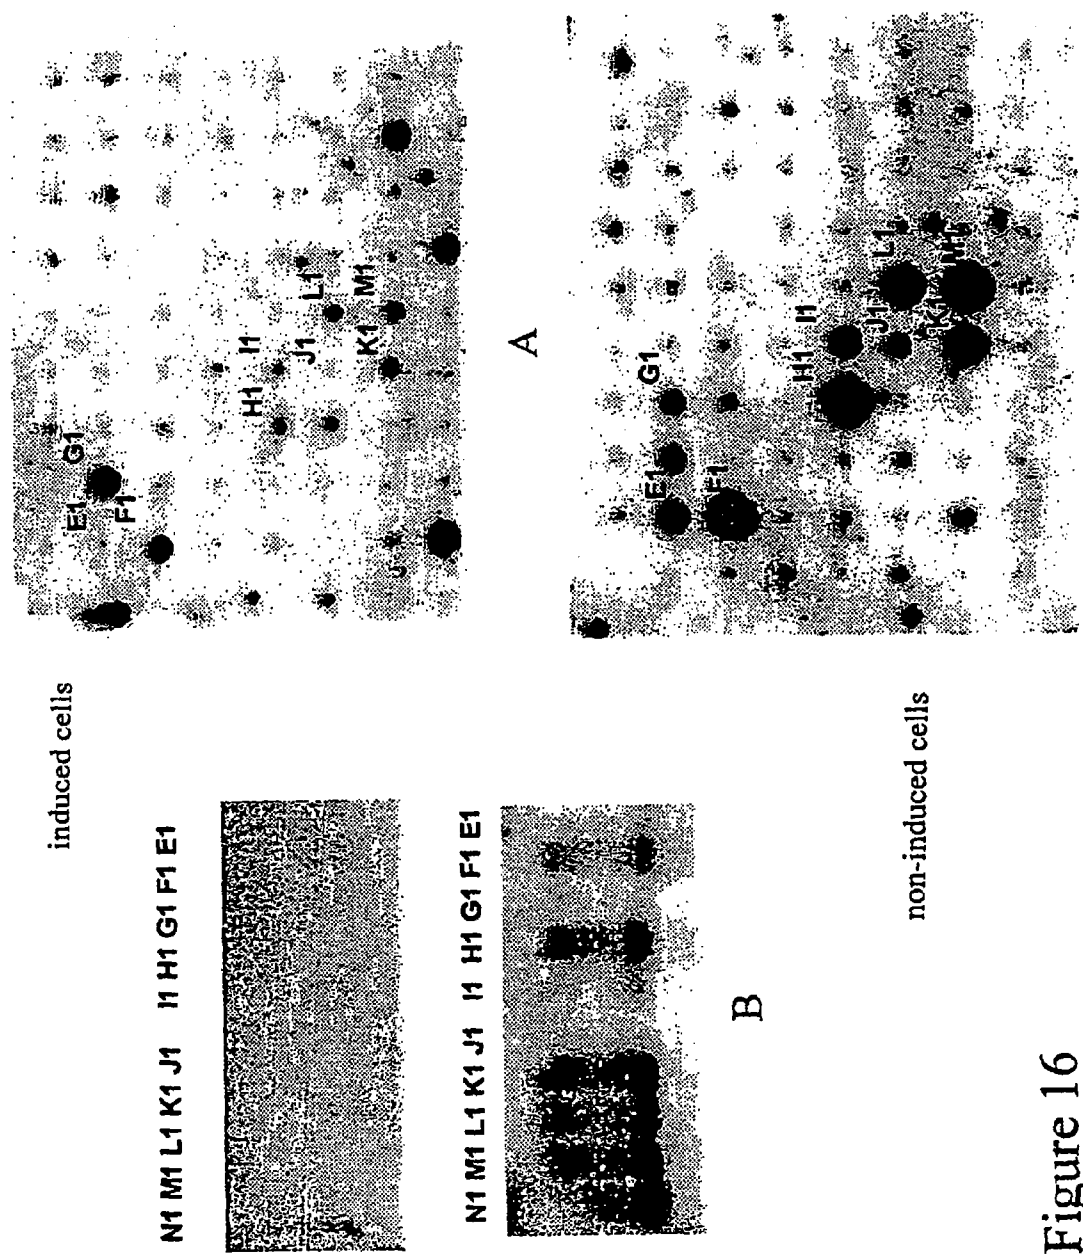 induced cells
N1 M1 L1 K1 J1 I1 H1 G1 F1 E1
E1 G1
F1
H1 I1
J1 L1
K1 M1
N1 M1 L1 K1 J1 I1 H1 G1 F1 E1
A
E1 G1
F1
H1 I1
J1 L1
K1
B
non-induced cells
Figure 16